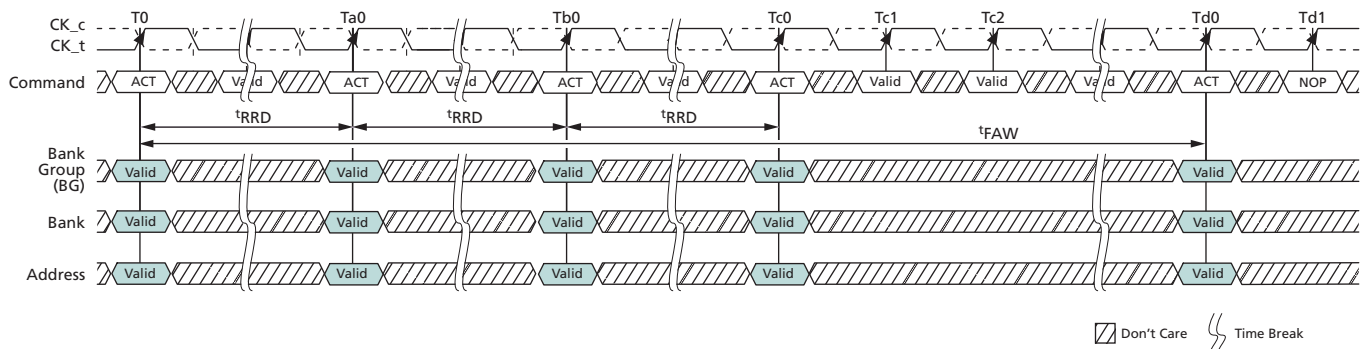 T0 Ta0 Tb0 Tc0 Tc1 Tc2 Td0 Td1
CK_c
CK_t
Command ACT Valid ACT Valid ACT Valid ACT Valid Valid Valid ACT NOP
tRRD tRRD tRRD
tFAW
Bank
Group
(BG)
Valid Valid Valid Valid Valid
Bank Valid Valid Valid Valid Valid
Address Valid Valid Valid Valid Valid
Don't Care Time Break